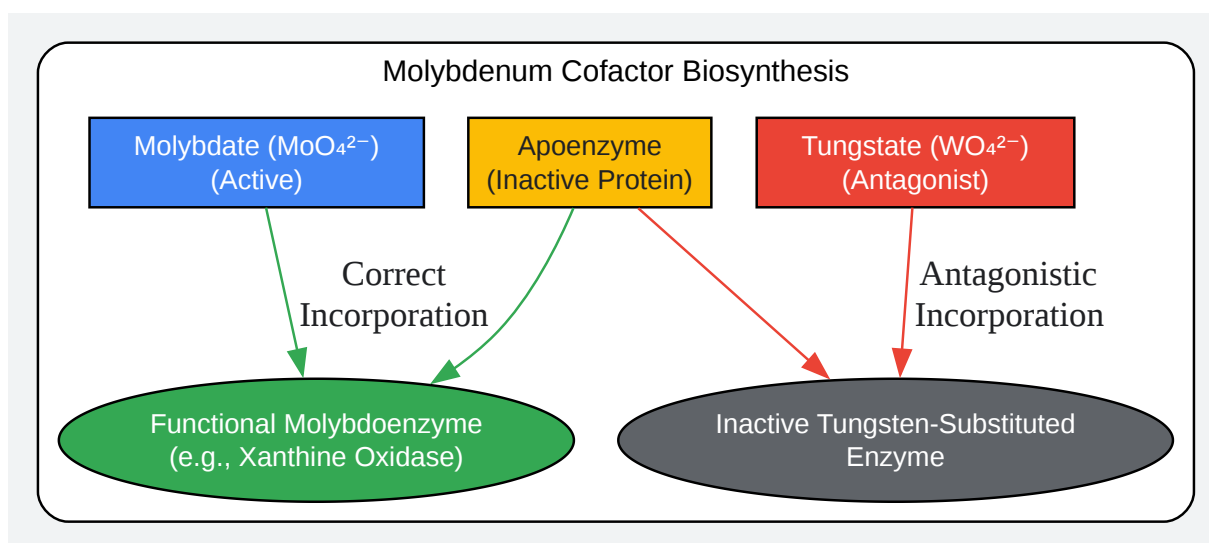 Molybdenum Cofactor Biosynthesis
Molybdate (MoO₄²⁻)
(Active)
Apoenzyme
(Inactive Protein)
Tungstate (WO₄²⁻)
(Antagonist)
Correct
Incorporation
Antagonistic
Incorporation
Functional Molybdoenzyme
(e.g., Xanthine Oxidase)
Inactive Tungsten-Substituted
Enzyme